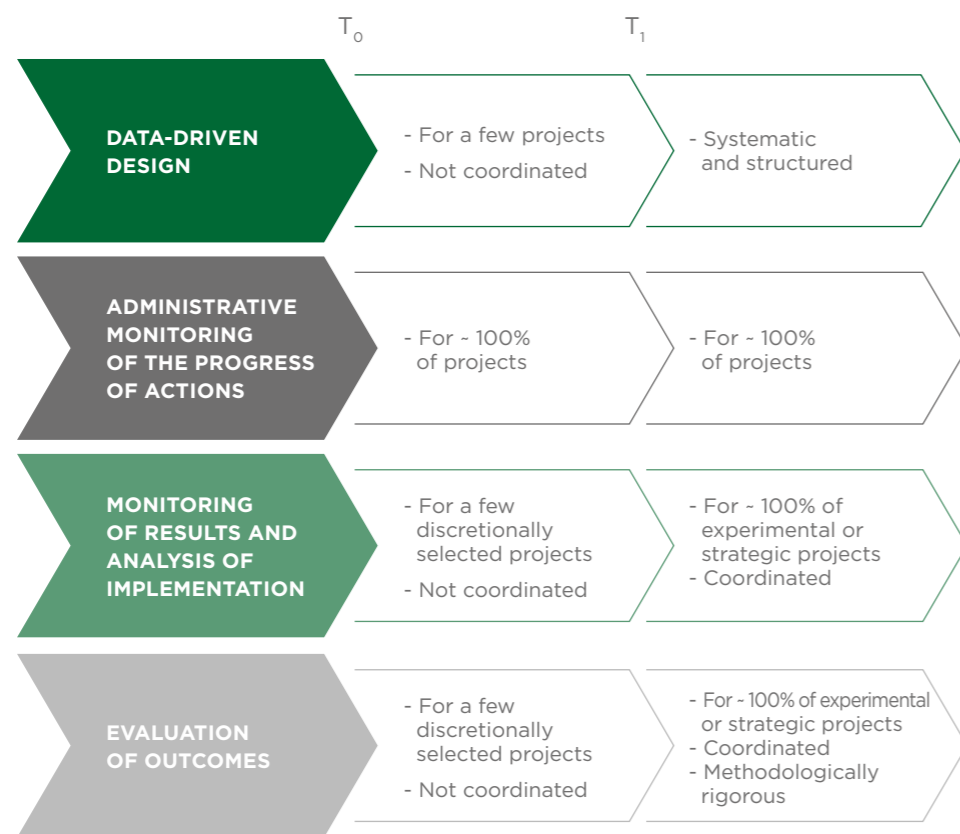 T0
T1
DATA-DRIVEN
DESIGN
- For a few projects
- Not coordinated
- Systematic
and structured
ADMINISTRATIVE
MONITORING
OF THE PROGRESS
OF ACTIONS
- For ~ 100%
of projects
- For ~ 100%
of projects
MONITORING
OF RESULTS AND
ANALYSIS OF
IMPLEMENTATION
- For a few
discretionally
selected projects
- Not coordinated
- For ~ 100% of
experimental or
strategic projects
- Coordinated
EVALUATION
OF OUTCOMES
- For a few
discretionally
selected projects
- Not coordinated
- For ~ 100% of experimental
or strategic projects
- Coordinated
- Methodologically
rigorous